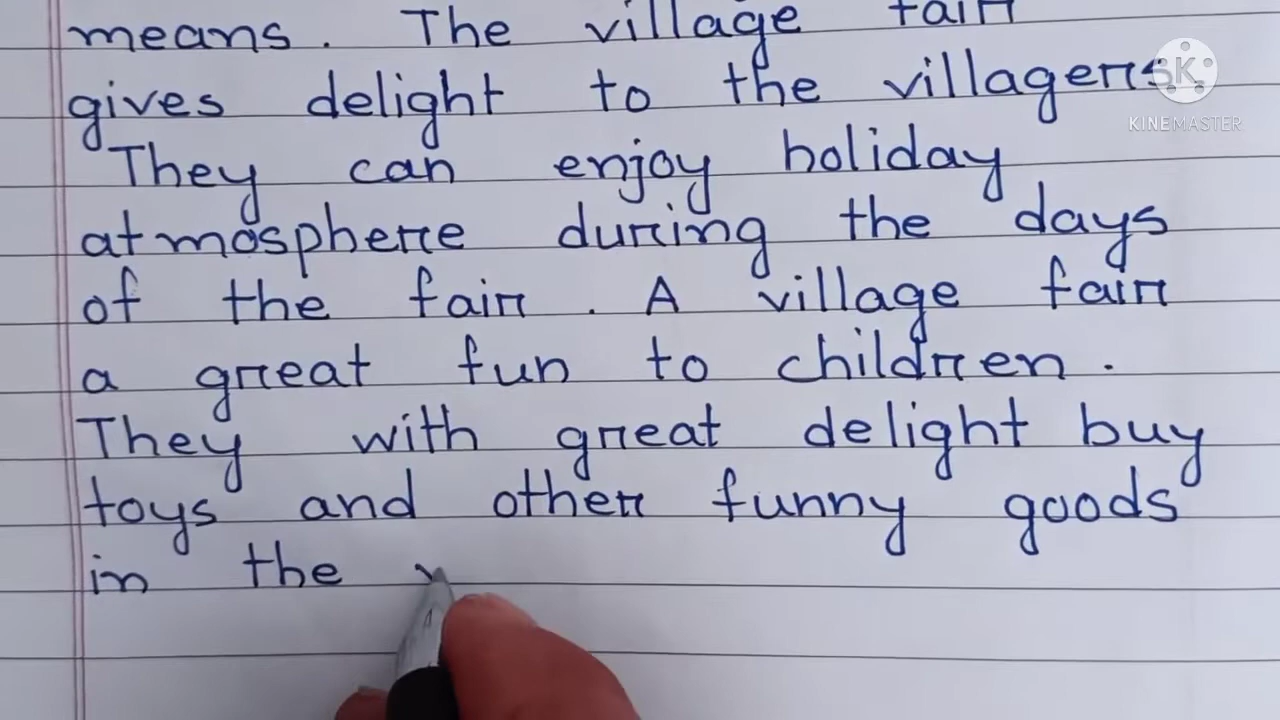 means. The village fair
gives delight to the villagers.
They can enjoy holiday
atmosphere during the days
of the fair. A village fair
a great fun to children.
They with great delight buy
toys and other funny goods
in the
SK
KINEMASTER